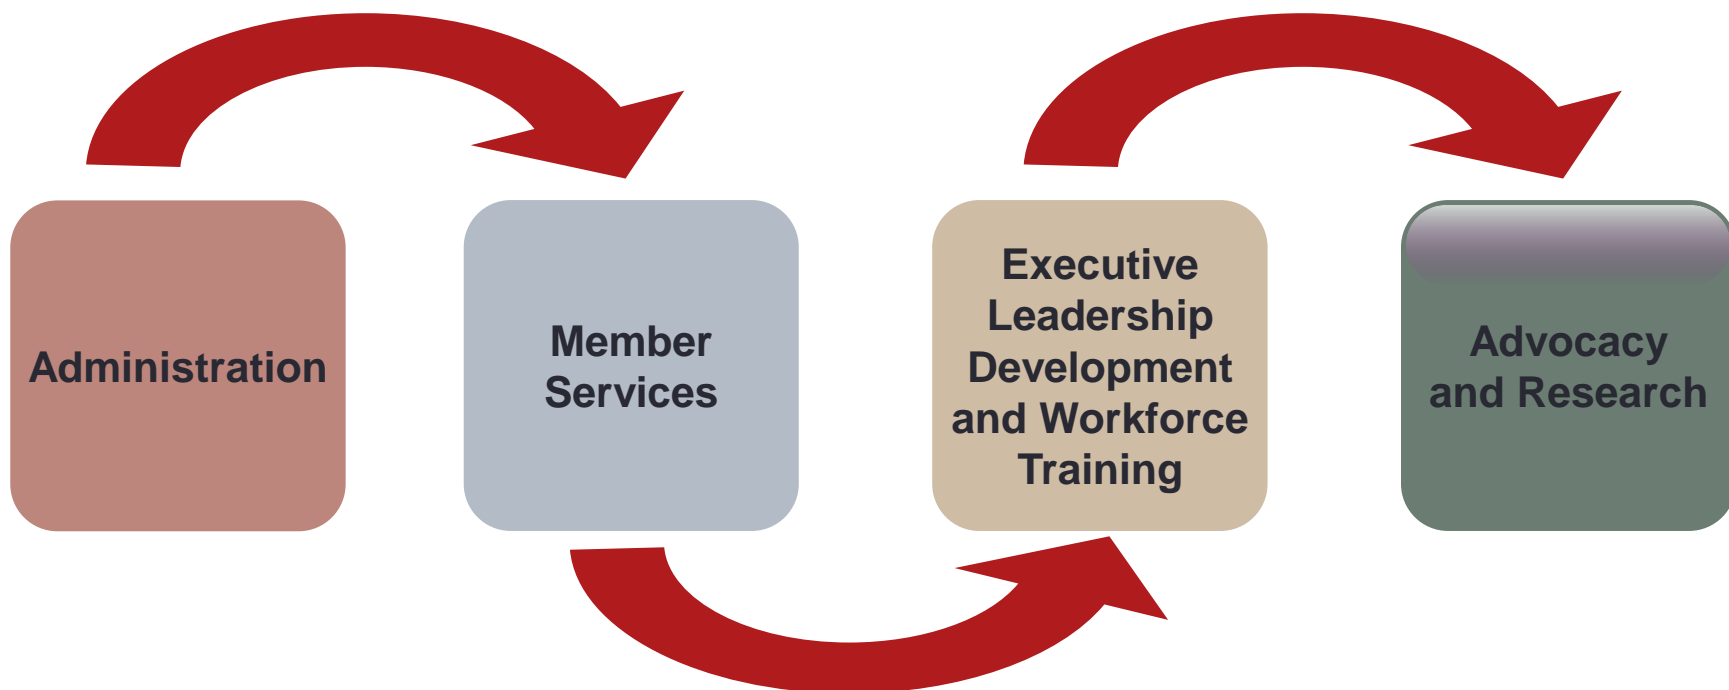 Administration
Member
Services
Executive
Leadership
Development
and Workforce
Training
Advocacy
and Research